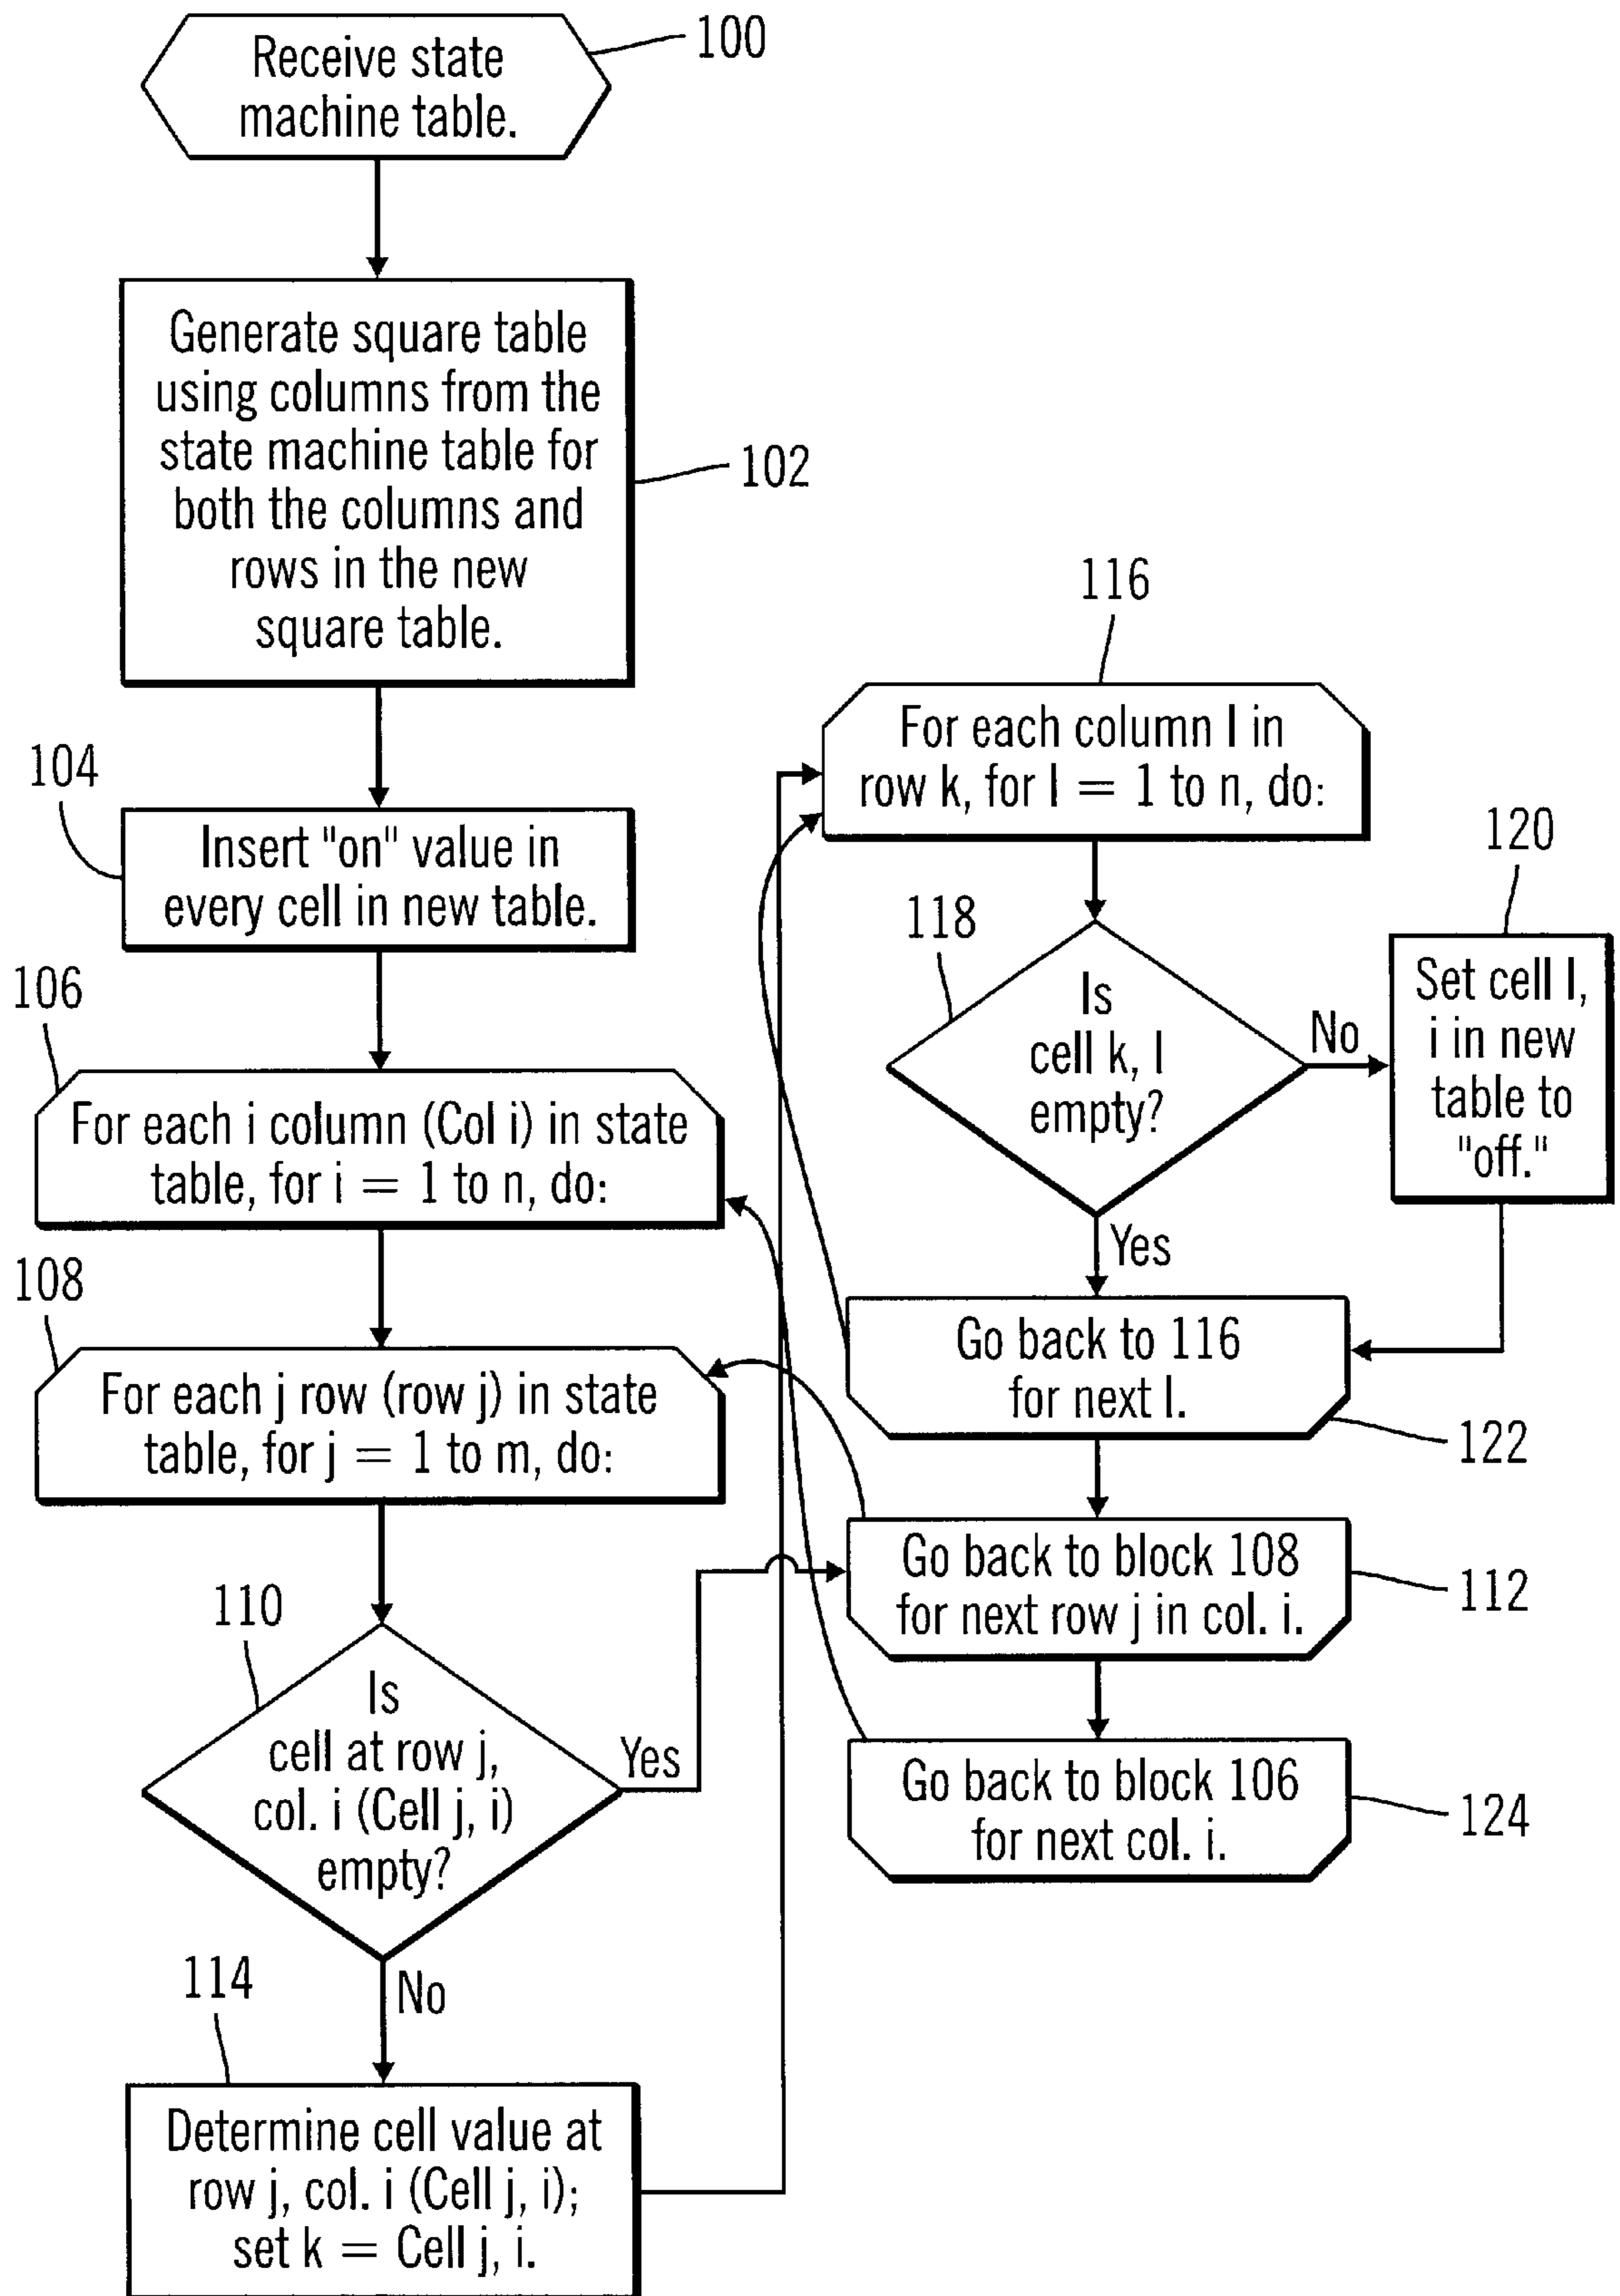 Receive state
machine table.
100
Generate square table
using columns from the
state machine table for
both the columns and
rows in the new
square table.
102
104
Insert "on" value in
every cell in new table.
106
For each i column (Col i) in state
table, for i = 1 to n, do:
108
For each j row (row j) in state
table, for j = 1 to m, do:
110
Is
cell at row j,
col. i (Cell j, i)
empty?
Yes
No
114
Determine cell value at
row j, col. i (Cell j, i);
set k = Cell j, i.
116
For each column l in
row k, for l = 1 to n, do:
118
Is
cell k, l
empty?
No
Yes
120
Set cell l,
i in new
table to
"off."
Go back to 116
for next l.
122
Go back to block 108
for next row j in col. i.
112
Go back to block 106
for next col. i.
124